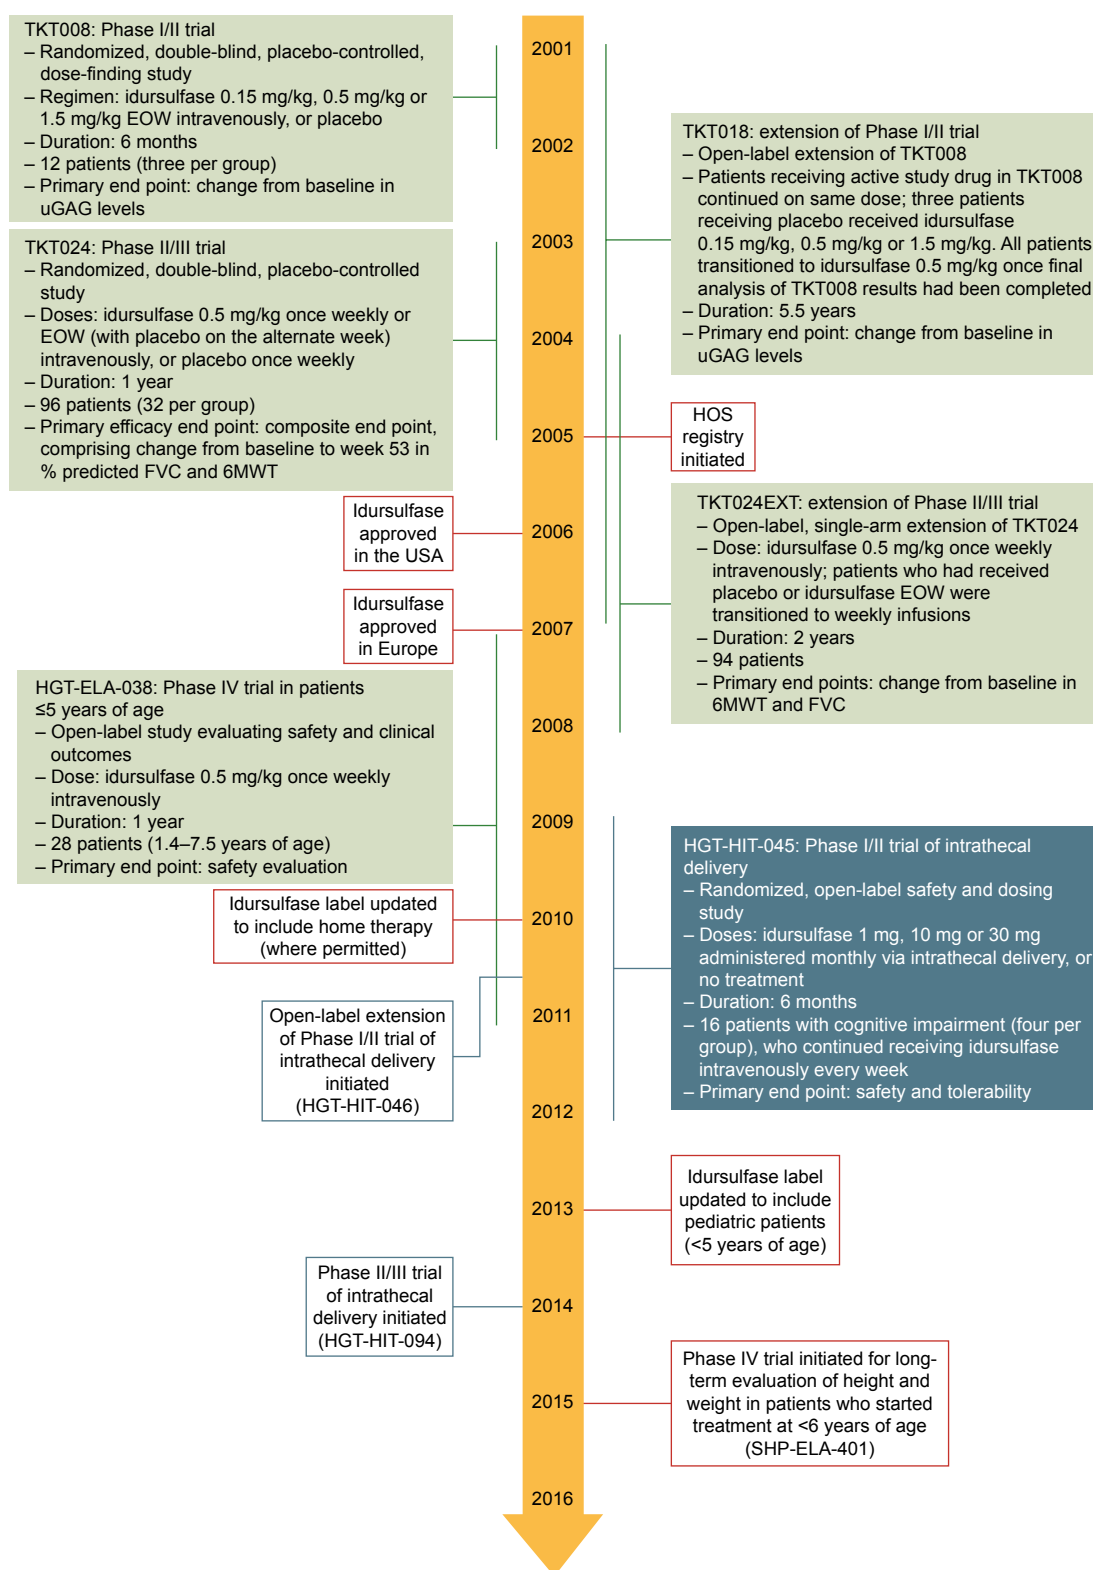 TKT008: Phase I/II trial
– Randomized, double-blind, placebo-controlled,
dose-finding study
– Regimen: idursulfase 0.15 mg/kg, 0.5 mg/kg or
1.5 mg/kg EOW intravenously, or placebo
– Duration: 6 months
– 12 patients (three per group)
– Primary end point: change from baseline in
uGAG levels
2001
2002
TKT018: extension of Phase I/II trial
– Open-label extension of TKT008
– Patients receiving active study drug in TKT008
continued on same dose; three patients
receiving placebo received idursulfase
0.15 mg/kg, 0.5 mg/kg or 1.5 mg/kg. All patients
transitioned to idursulfase 0.5 mg/kg once final
analysis of TKT008 results had been completed
– Duration: 5.5 years
– Primary end point: change from baseline in
uGAG levels
TKT024: Phase II/III trial
– Randomized, double-blind, placebo-controlled
study
– Doses: idursulfase 0.5 mg/kg once weekly or
EOW (with placebo on the alternate week)
intravenously, or placebo once weekly
– Duration: 1 year
– 96 patients (32 per group)
– Primary efficacy end point: composite end point,
comprising change from baseline to week 53 in
% predicted FVC and 6MWT
2003
2004
2005
HOS
registry
initiated
Idursulfase
approved
in the USA
2006
TKT024EXT: extension of Phase II/III trial
– Open-label, single-arm extension of TKT024
– Dose: idursulfase 0.5 mg/kg once weekly
intravenously; patients who had received
placebo or idursulfase EOW were
transitioned to weekly infusions
– Duration: 2 years
– 94 patients
– Primary end points: change from baseline in
6MWT and FVC
Idursulfase
approved
in Europe
2007
HGT-ELA-038: Phase IV trial in patients
≤5 years of age
– Open-label study evaluating safety and clinical
outcomes
– Dose: idursulfase 0.5 mg/kg once weekly
intravenously
– Duration: 1 year
– 28 patients (1.4–7.5 years of age)
– Primary end point: safety evaluation
2008
2009
HGT-HIT-045: Phase I/II trial of intrathecal
delivery
– Randomized, open-label safety and dosing
study
– Doses: idursulfase 1 mg, 10 mg or 30 mg
administered monthly via intrathecal delivery, or
no treatment
– Duration: 6 months
– 16 patients with cognitive impairment (four per
group), who continued receiving idursulfase
intravenously every week
– Primary end point: safety and tolerability
Idursulfase label updated
to include home therapy
(where permitted)
2010
Open-label extension
of Phase I/II trial of
intrathecal delivery
initiated
(HGT-HIT-046)
2011
2012
2013
Idursulfase label
updated to include
pediatric patients
(<5 years of age)
Phase II/III trial
of intrathecal
delivery initiated
(HGT-HIT-094)
2014
2015
Phase IV trial initiated for long-
term evaluation of height and
weight in patients who started
treatment at <6 years of age
(SHP-ELA-401)
2016